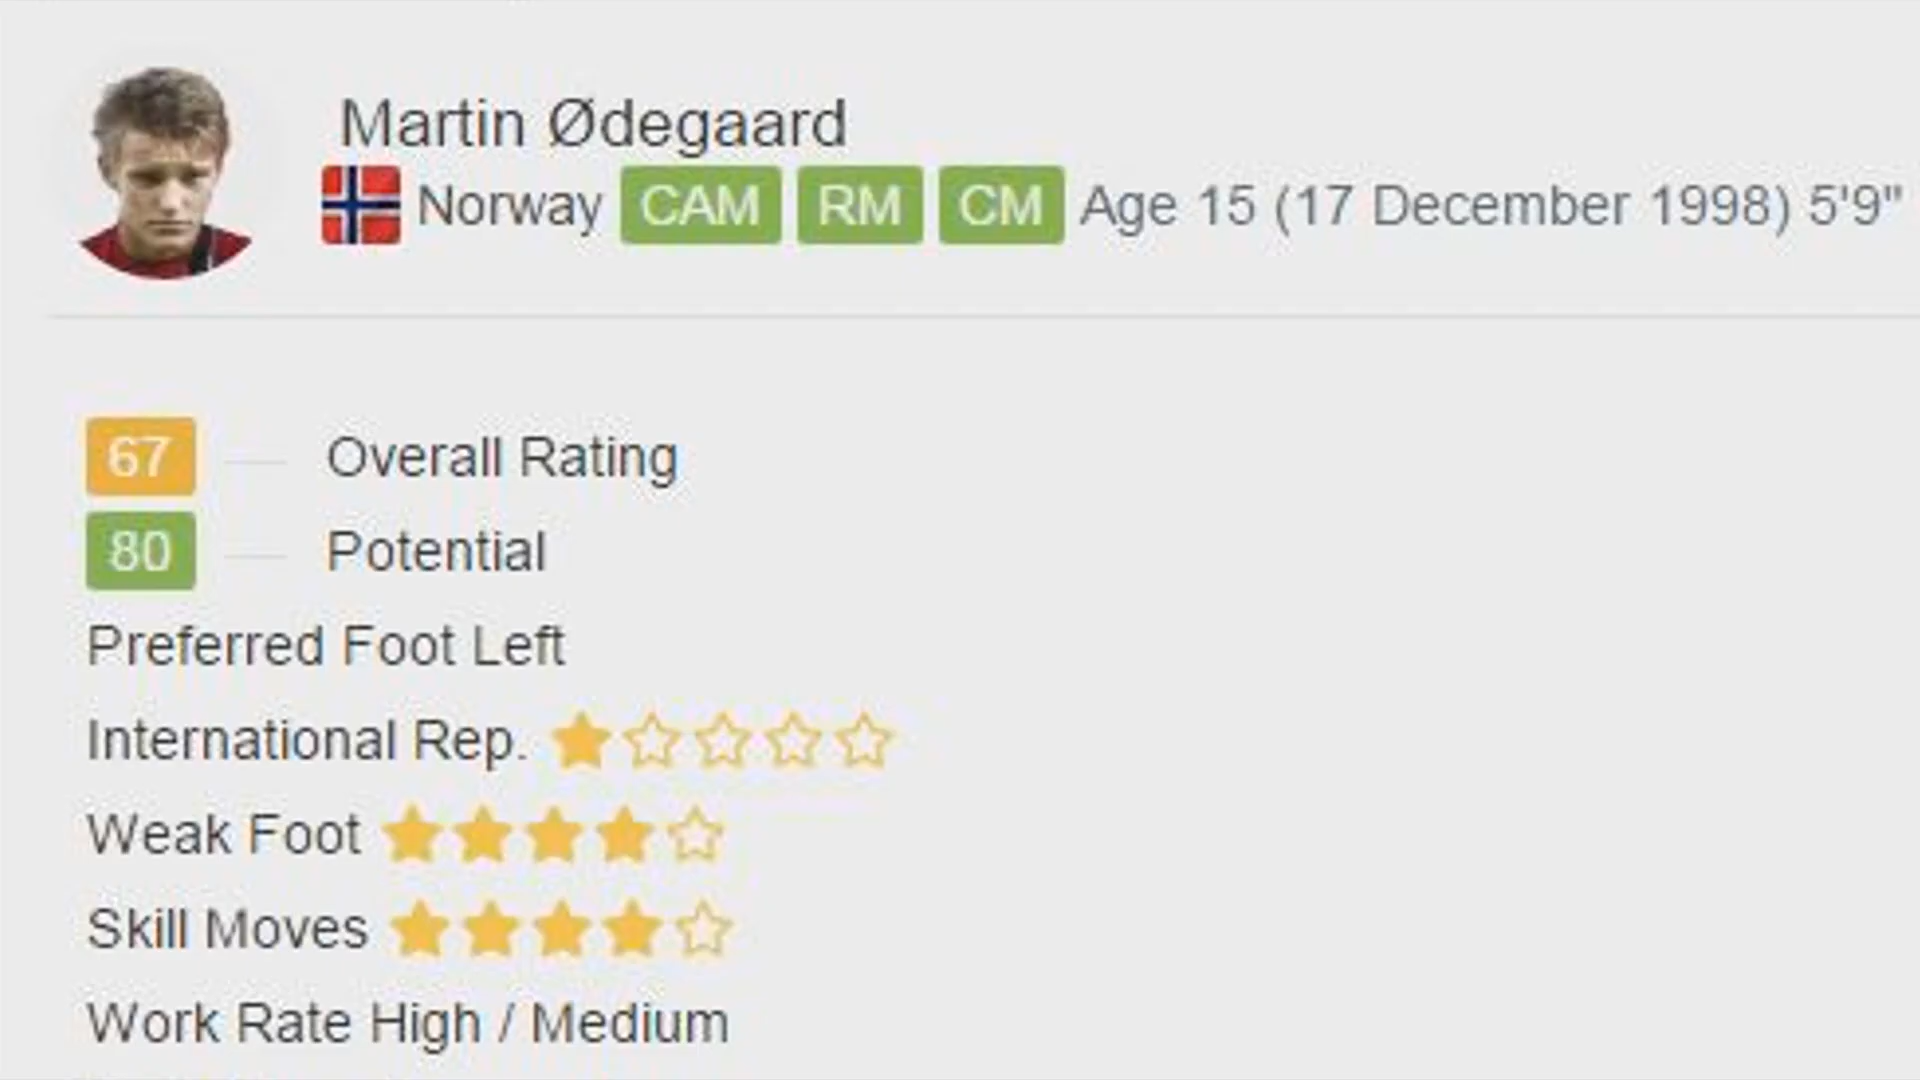 Martin Ødegaard
Norway CAM RM CM Age 15 (17 December 1998) 5'9"
67 Overall Rating
80 Potential
Preferred Foot Left
International Rep.
Weak Foot
Skill Moves
Work Rate High / Medium